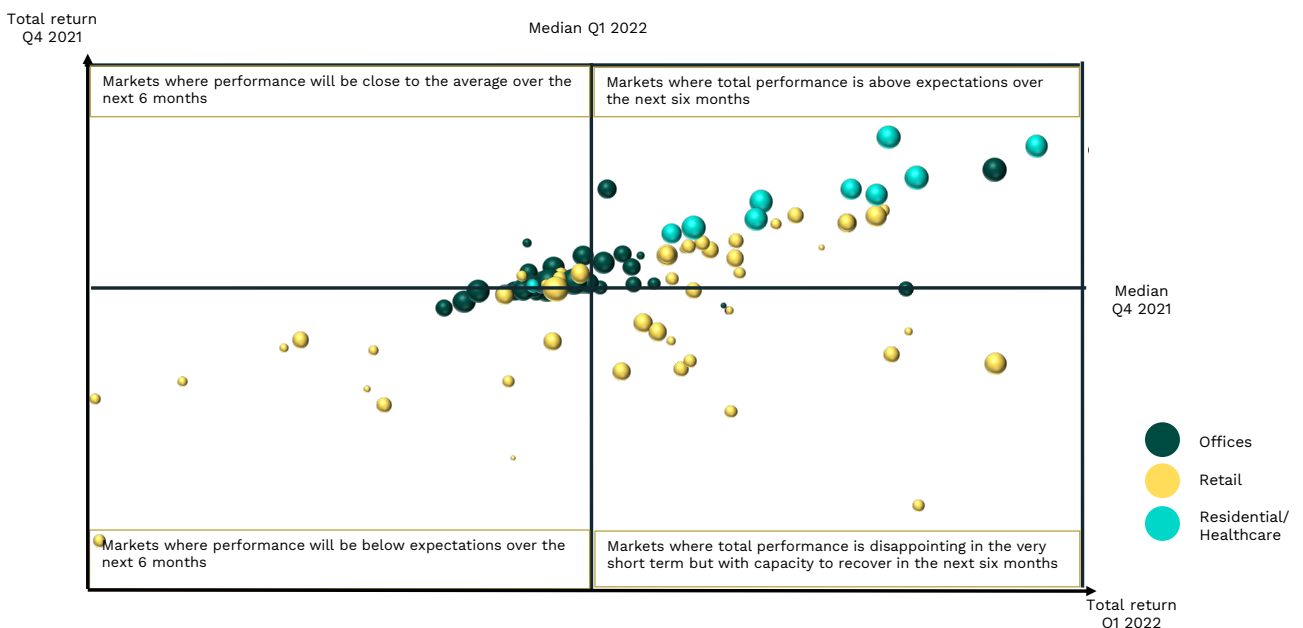 Total return
Q4 2021
Median Q1 2022
Markets where performance will be close to the average over the
next 6 months
Markets where total performance is above expectations over
the next six months
Median
Q4 2021
Offices
Retail
Residential/
Healthcare
Markets where performance will be below expectations over the
next 6 months
Markets where total performance is disappointing in the very
short term but with capacity to recover in the next six months
Total return
Q1 2022